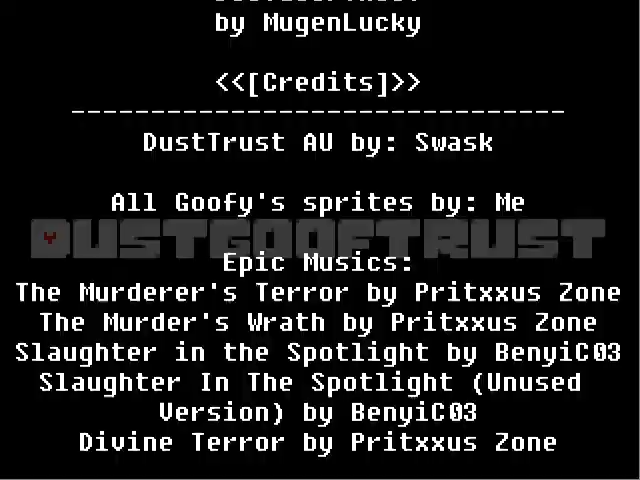 by MugenLucky
<<[Credits]>>
-------------------------------
DustTrust AU by: Swask
All Goofy's sprites by: Me
DUSTGOOFTRUST
Epic Musics:
The Murderer's Terror by Pritxxus Zone
The Murder's Wrath by Pritxxus Zone
Slaughter in the Spotlight by BenyiC03
Slaughter In The Spotlight (Unused
Version) by BenyiC03
Divine Terror by Pritxxus Zone